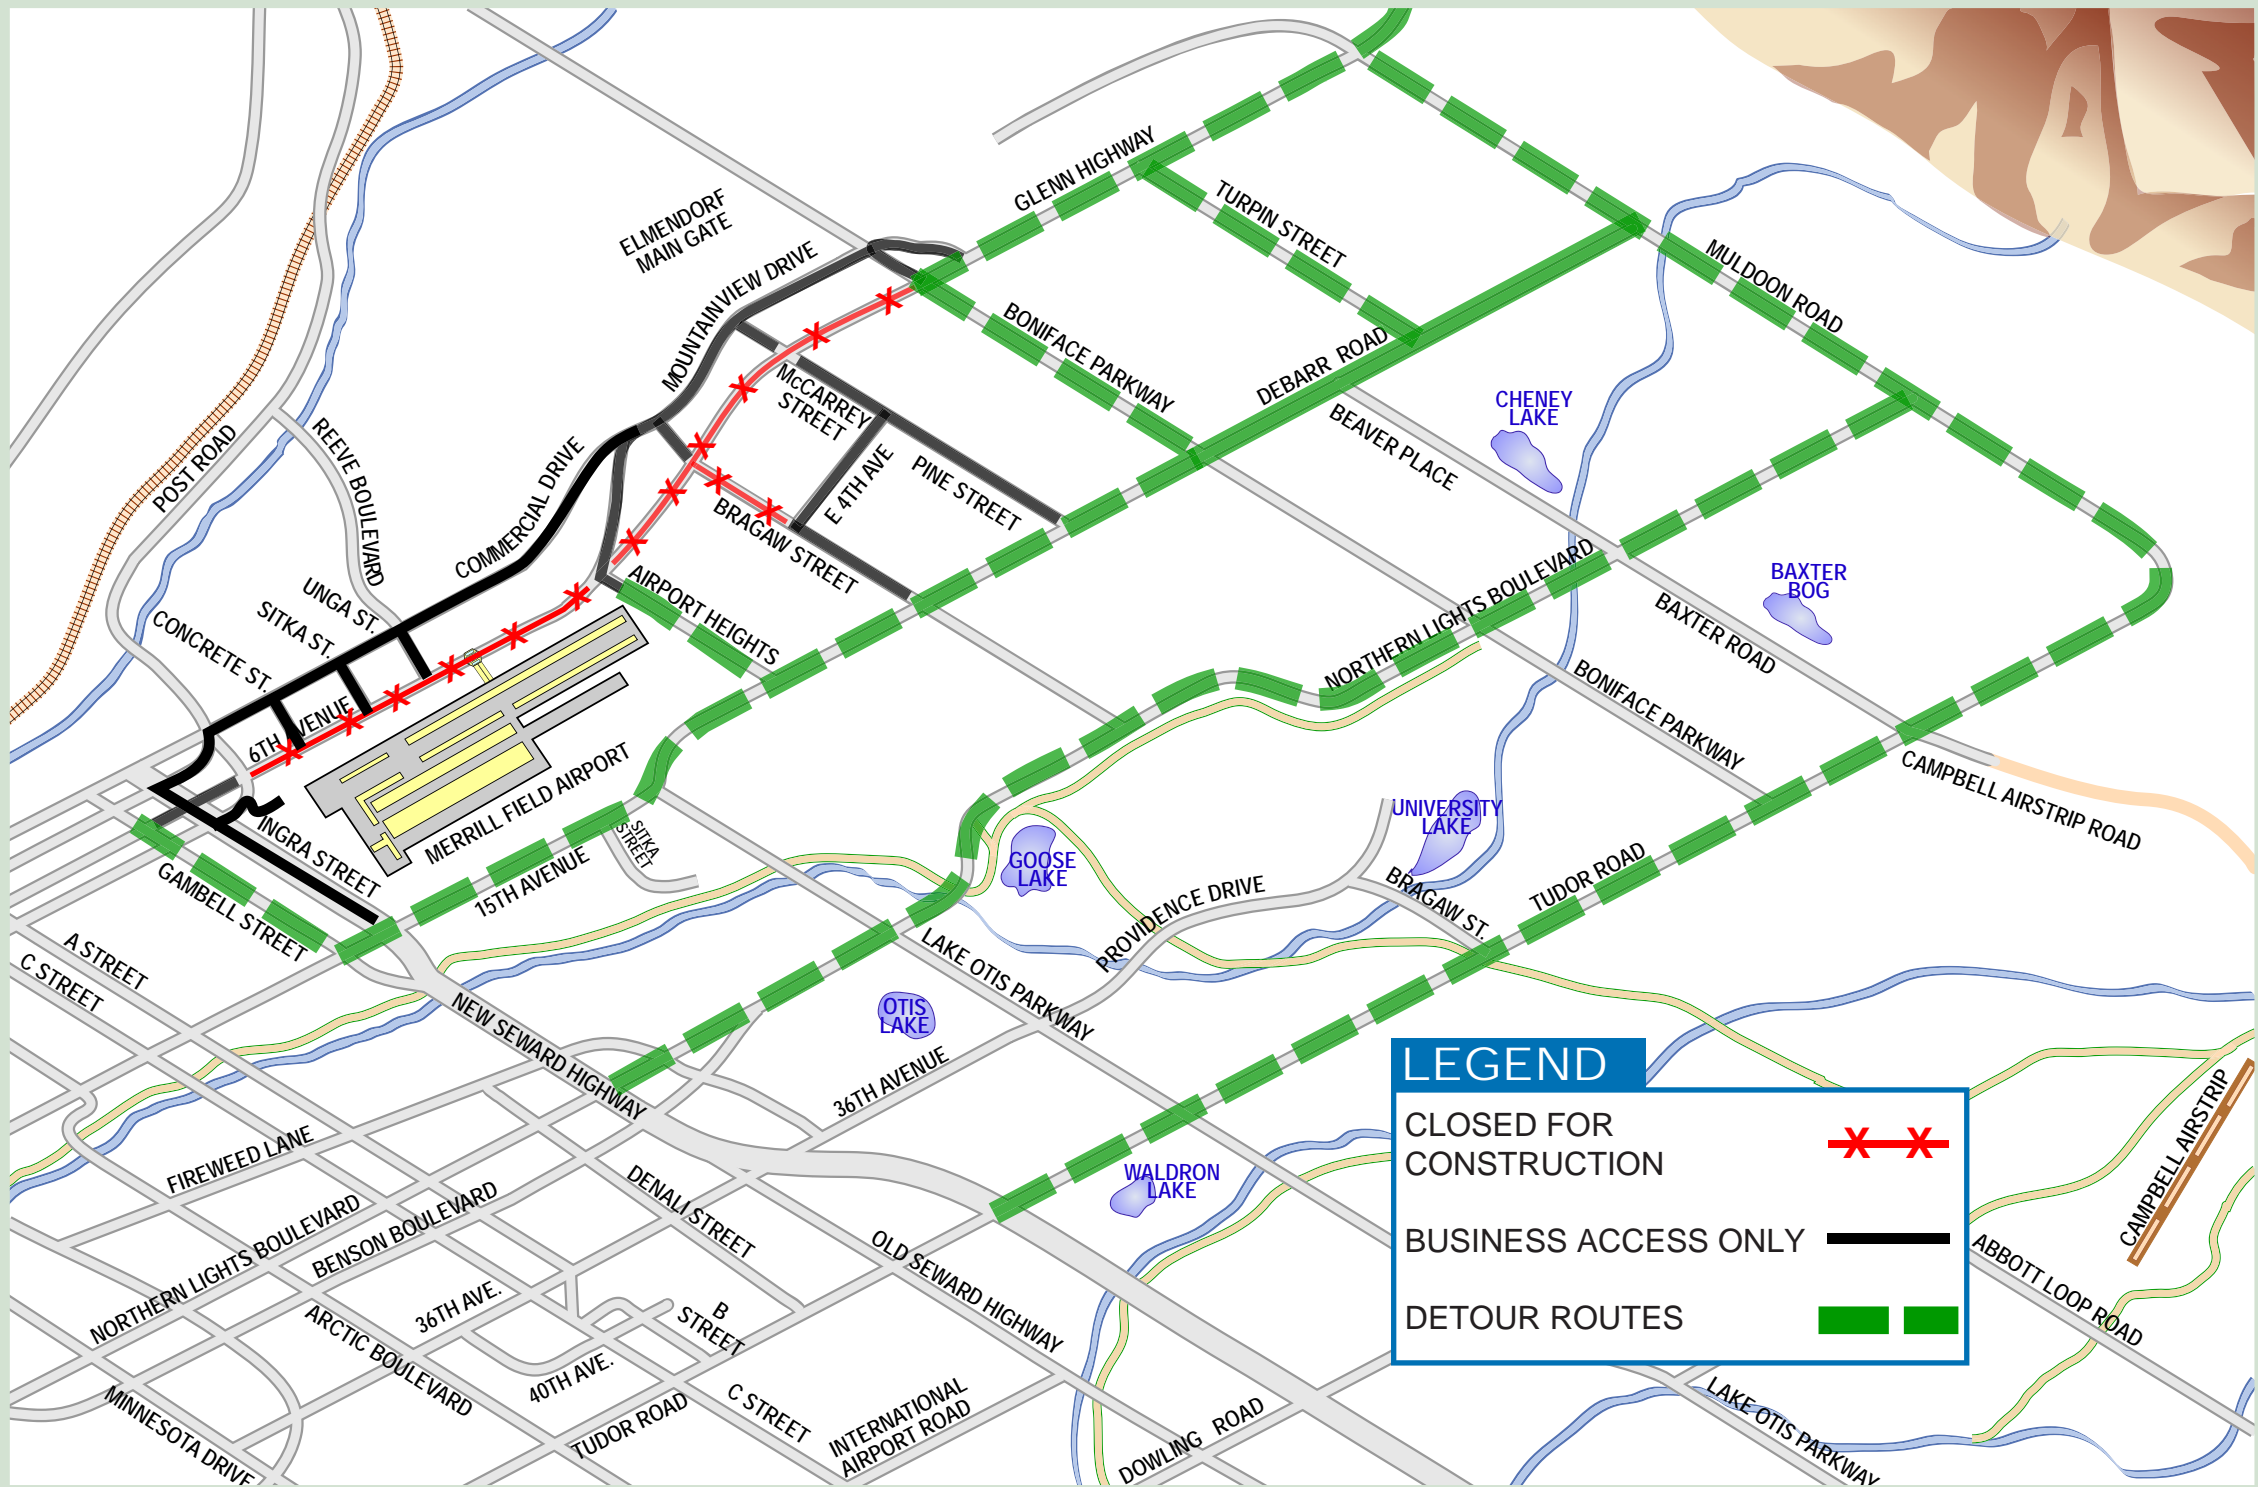 ELMENDORF
MAIN GATE
GLENN HIGHWAY
TURPIN STREET
MOUNTAINVIEW DRIVE
MULDOON ROAD
BONIFACE PARKWAY
DEBARR ROAD
McCARREY
STREET
BEAVER PLACE
CHENEY
LAKE
POST ROAD
REEVE BOULEVARD
COMMERCIAL DRIVE
E 4TH AVE
PINE STREET
BRAGAW STREET
AIRPORT HEIGHTS
UNGA ST.
SITKA ST.
CONCRETE ST.
6TH AVENUE
NORTHERN LIGHTS BOULEVARD
BAXTER
BOG
BAXTER ROAD
BONIFACE PARKWAY
MERRILL FIELD AIRPORT
INGRA STREET
GAMBELL STREET
15TH AVENUE
SITKA
STREET
GOOSE
LAKE
UNIVERSITY
LAKE
CAMPBELL AIRSTRIP ROAD
PROVIDENCE DRIVE
BRAGAW ST.
TUDOR ROAD
A STREET
C STREET
LAKE OTIS PARKWAY
OTIS
LAKE
NEW SEWARD HIGHWAY
36TH AVENUE
LEGEND
CLOSED FOR
CONSTRUCTION
X X
BUSINESS ACCESS ONLY
DETOUR ROUTES
CAMPBELL AIRSTRIP
WALDRON
LAKE
FIREWEED LANE
NORTHERN LIGHTS BOULEVARD
BENSON BOULEVARD
DENALI STREET
OLD SEWARD HIGHWAY
ABBOTT LOOP ROAD
36TH AVE.
ARCTIC BOULEVARD
B
STREET
40TH AVE.
MINNESOTA DRIVE
TUDOR ROAD
C STREET
INTERNATIONAL
AIRPORT ROAD
DOWLING ROAD
LAKE OTIS PARKWAY